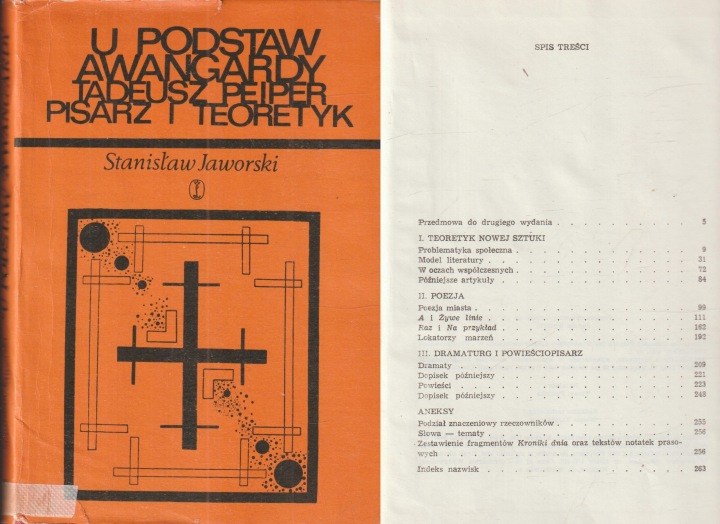 U PODSTAW
AWANGARDY
TADEUSZ PEIPER
PISARZ I TEORETYK
Stanisław Jaworski
SPIS TREŚCI
Przedmowa do drugiego wydania . . . . . . . . . . 5
I. TEORETYK NOWEJ SZTUKI
Problematyka społeczna . . . . . . . . . . 9
Model literatury . . . . . . . . . . 31
W oczach współczesnych . . . . . . . . . . 72
Późniejsze artykuły . . . . . . . . . . 84
II. POEZJA
Poezja miasta . . . . . . . . . . 99
A i Żywe linie . . . . . . . . . . 111
Raz i Na przykład . . . . . . . . . . 162
Lokatorzy marzeń . . . . . . . . . . 192
III. DRAMATURG I POWIEŚCIOPISARZ
Dramaty . . . . . . . . . . 209
Dopisek późniejszy . . . . . . . . . . 221
Powieści . . . . . . . . . . 223
Dopisek późniejszy . . . . . . . . . . 248
ANEKSY
Podział znaczeniowy rzeczowników . . . . . . . . . . 255
Słowa — tematy . . . . . . . . . . 256
Zestawienie fragmentów Kroniki dnia oraz tekstów notatek praso-
wych . . . . . . . . . . 256
Indeks nazwisk . . . . . . . . . . 263